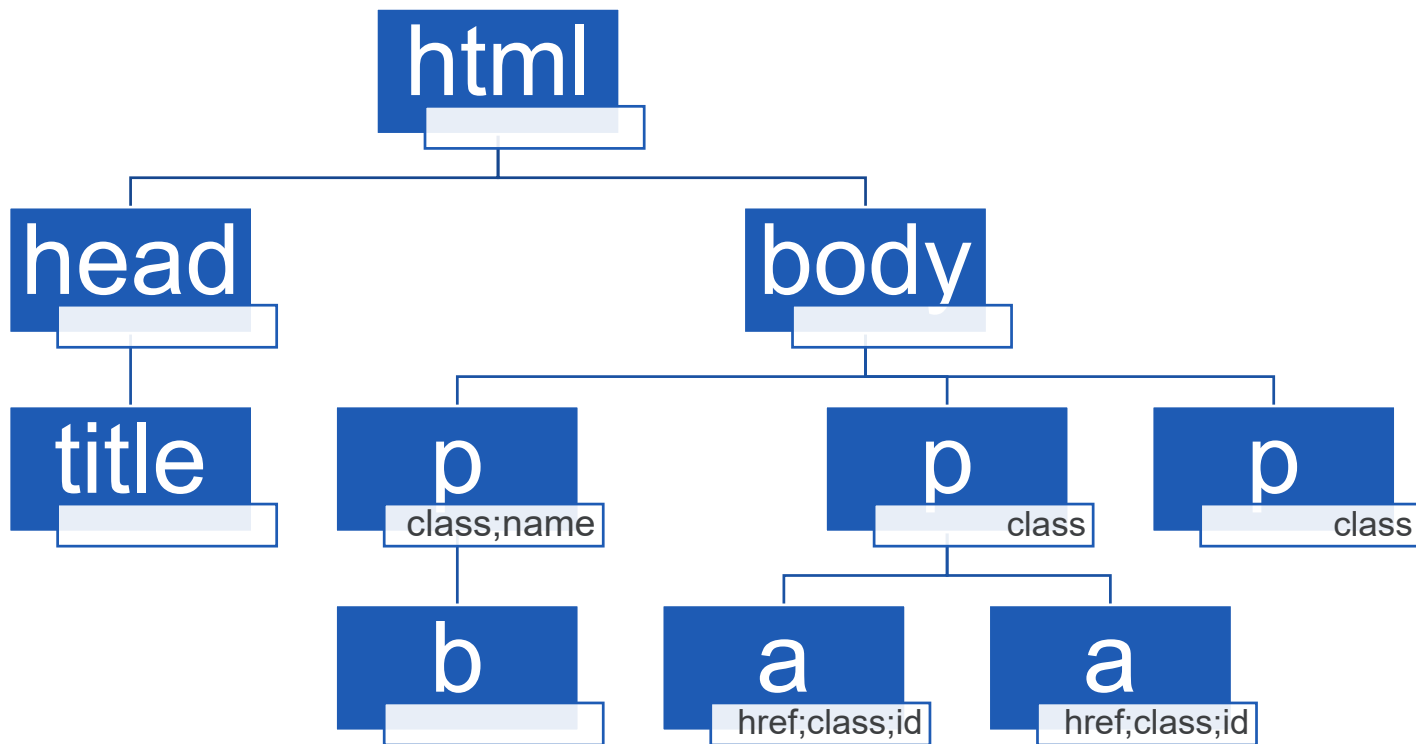 html
head
body
title
p
class;name
p
class
p
class
b
a
href;class;id
a
href;class;id